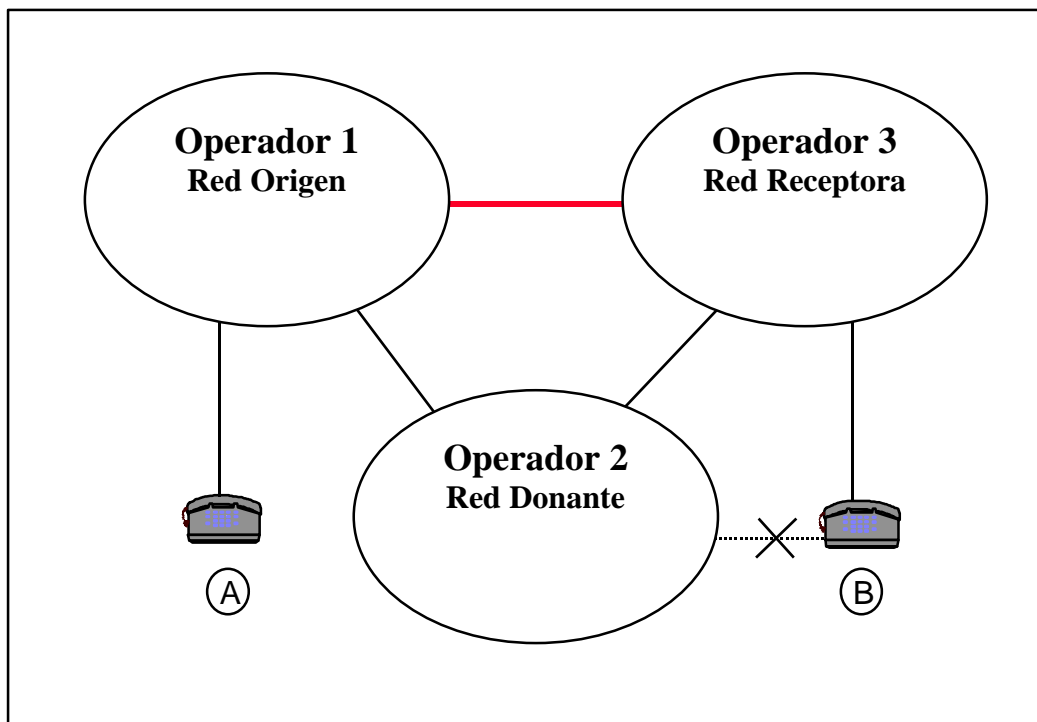 Operador 1
Red Origen
Operador 3
Red Receptora
Operador 2
Red Donante
A
B